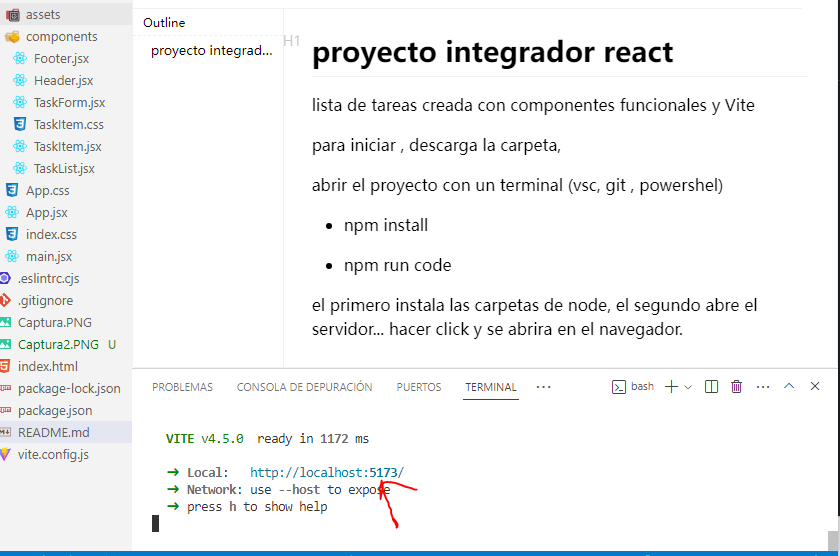 assets
components
Footer.jsx
Header.jsx
TaskForm.jsx
TaskItem.css
TaskItem.jsx
TaskList.jsx
App.css
App.jsx
index.css
main.jsx
.eslintrc.cjs
.gitignore
Captura.PNG
Captura2.PNG U
index.html
package-lock.json
package.json
README.md
vite.config.js
Outline
proyecto integrad...
H1
proyecto integrador react
lista de tareas creada con componentes funcionales y Vite
para iniciar , descarga la carpeta,
abrir el proyecto con un terminal (vsc, git , powershel)
• npm install
• npm run code
el primero instala las carpetas de node, el segundo abre el
servidor... hacer click y se abrira en el navegador.
PROBLEMAS CONSOLA DE DEPURACIÓN PUERTOS TERMINAL ··· bash
VITE v4.5.0 ready in 1172 ms
➜ Local: http://localhost:5173/
➜ Network: use --host to expose
➜ press h to show help